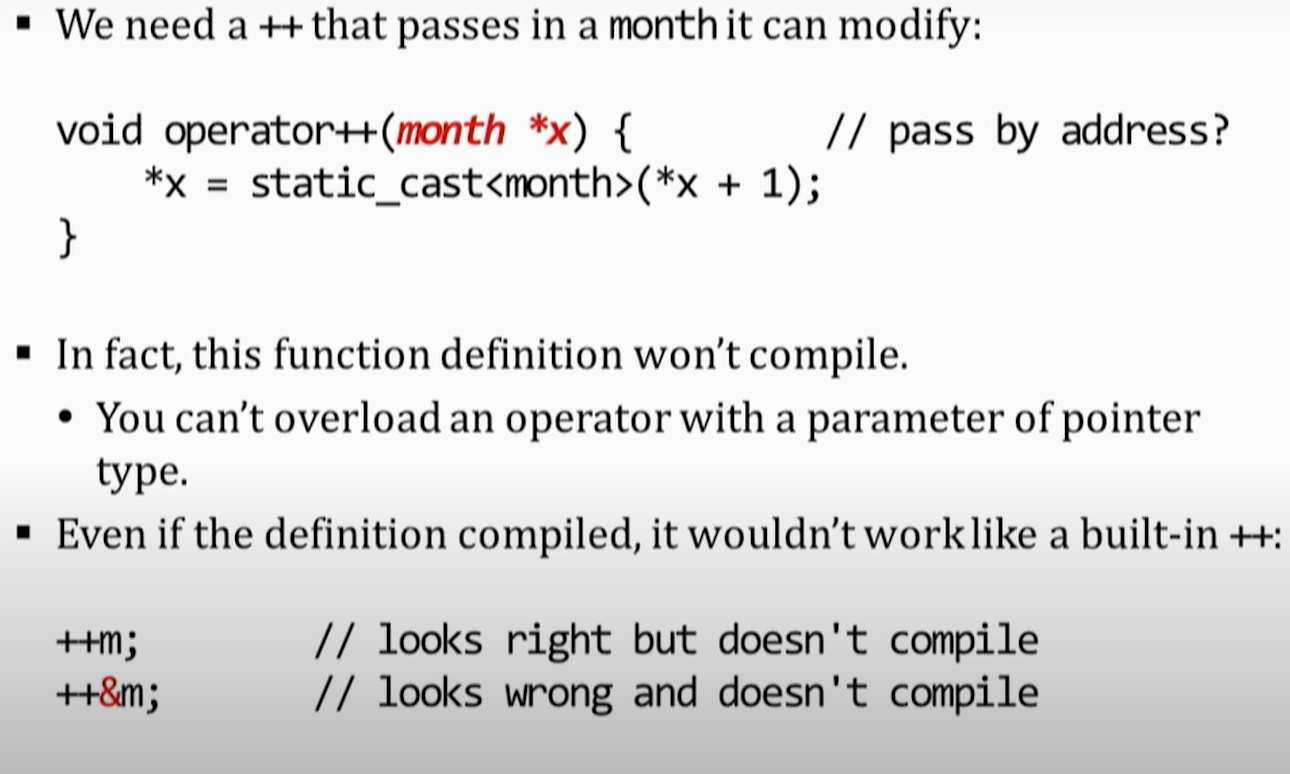 ▪ We need a ++ that passes in a month it can modify:
void operator++(month *x) { // pass by address?
*x = static_cast<month>(*x + 1);
}
▪ In fact, this function definition won't compile.
• You can't overload an operator with a parameter of pointer
type.
▪ Even if the definition compiled, it wouldn't work like a built-in ++:
++m; // looks right but doesn't compile
++&m; // looks wrong and doesn't compile